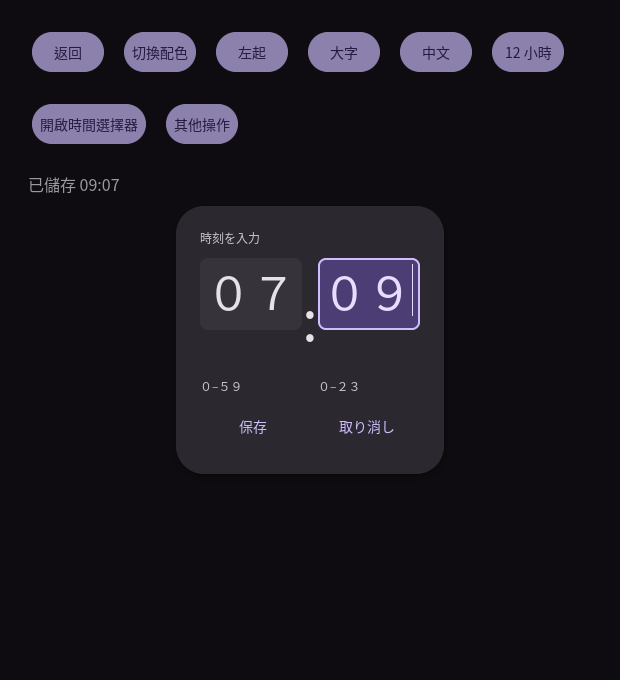 返回 切換配色 左起 大字 中文 12 小時
開啟時間選擇器 其他操作
已儲存 09:07
時刻を入力
０７:０９
０–５９ ０–２３
保存 取り消し